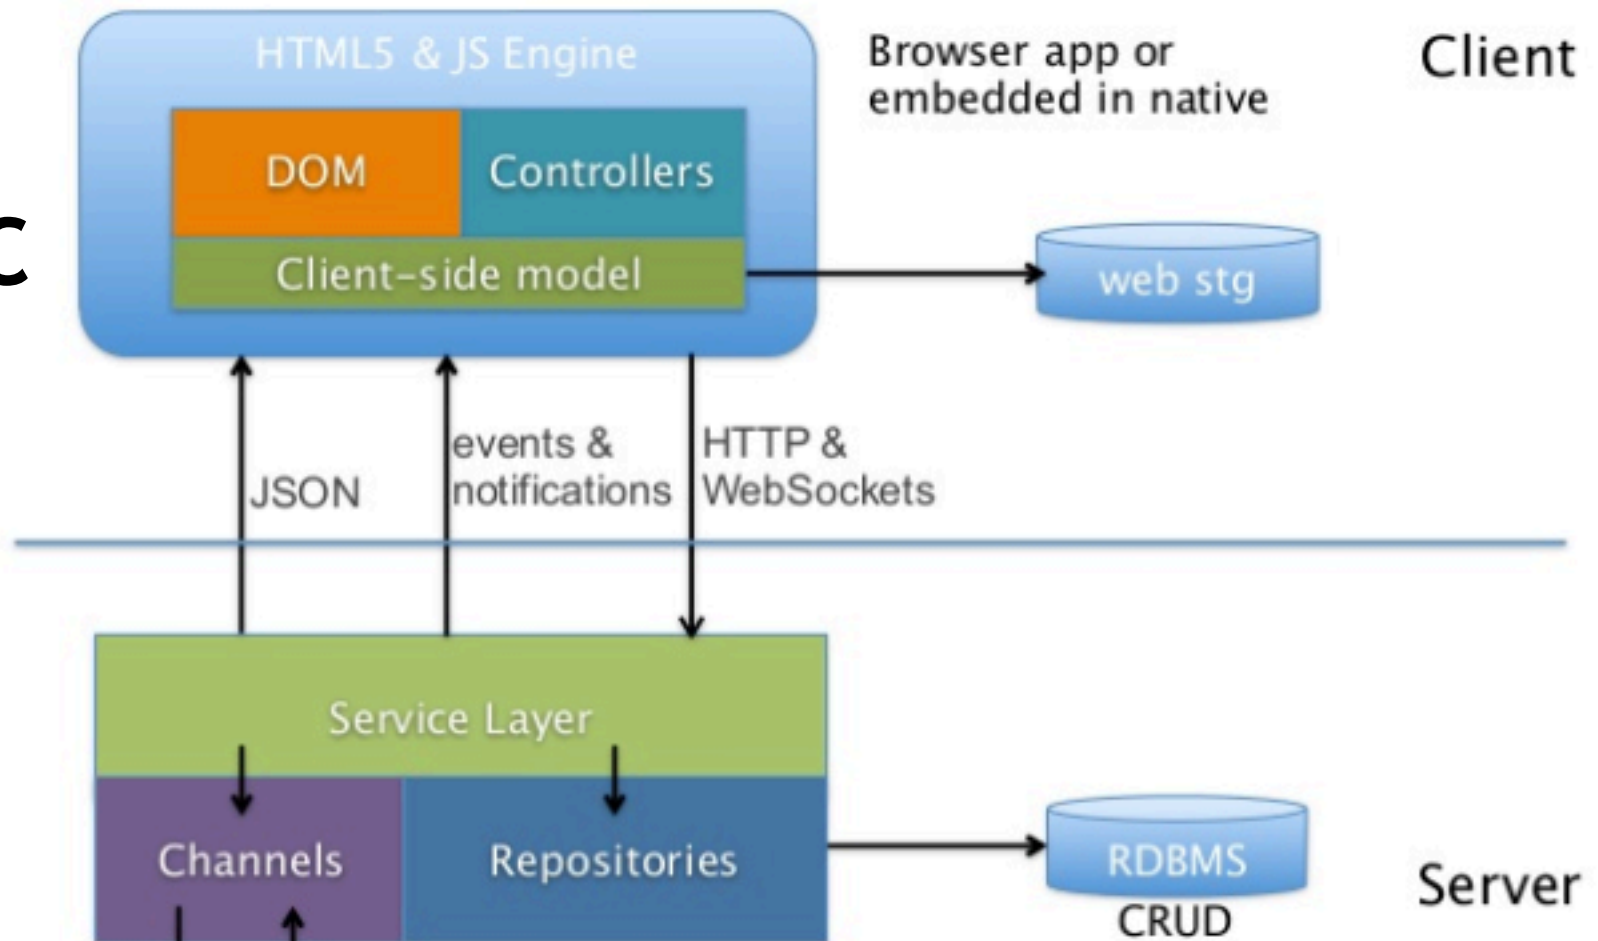 HTML5 & JS Engine
Browser app or
embedded in native
Client
DOM
Controllers
C
Client-side model
web stg
JSON
events &
notifications
HTTP &
WebSockets
Service Layer
Channels
Repositories
RDBMS
CRUD
Server